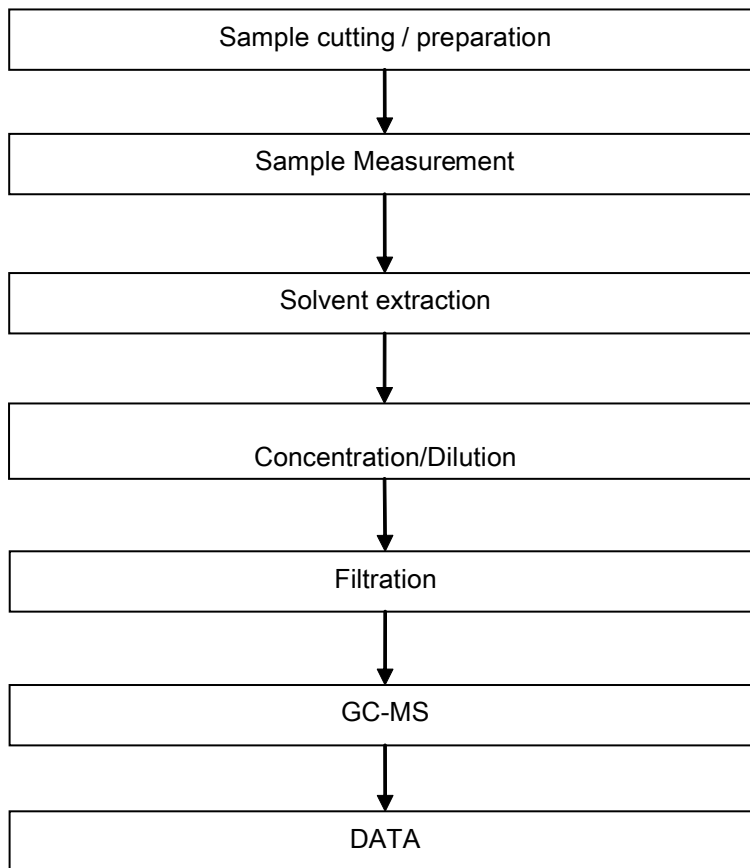 Sample cutting / preparation
Sample Measurement
Solvent extraction
Concentration/Dilution
Filtration
GC-MS
DATA